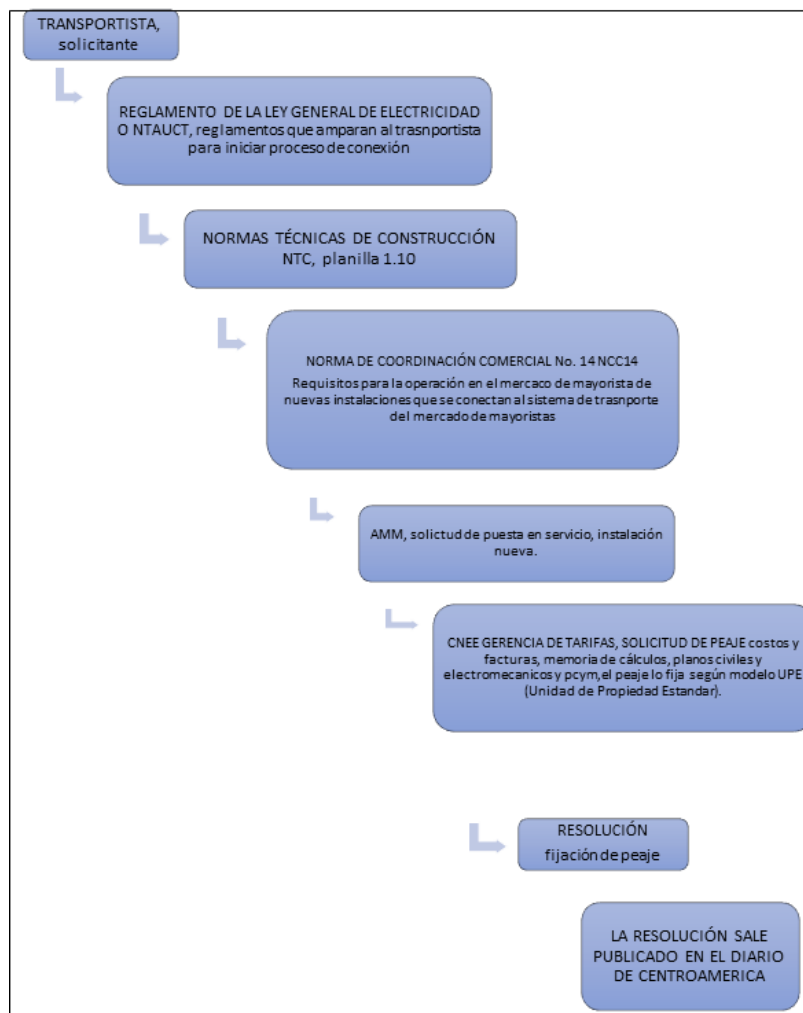 TRANSPORTISTA,
solicitante
REGLAMENTO DE LA LEY GENERAL DE ELECTRICIDAD
O NTAUCT, reglamentos que amparan al trasnportista
para iniciar proceso de conexión
NORMAS TÉCNICAS DE CONSTRUCCIÓN
NTC, planilla 1.10
NORMA DE COORDINACIÓN COMERCIAL No. 14 NCC14
Requisitos para la operación en el mercaco de mayorista de
nuevas instalaciones que se conectan al sistema de trasnporte
del mercado de mayoristas
AMM, solicitud de puesta en servicio, instalación
nueva.
CNEE GERENCIA DE TARIFAS, SOLICITUD DE PEAJE costos y
facturas, memoria de cálculos, planos civiles y
electromecanicos y pcym,el peaje lo fija según modelo UPE
(Unidad de Propiedad Estandar).
RESOLUCIÓN
fijación de peaje
LA RESOLUCIÓN SALE
PUBLICADO EN EL DIARIO
DE CENTROAMERICA